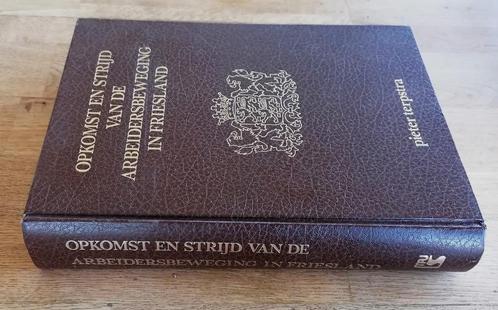 OPKOMST EN STRIJD
VAN DE
ARBEIDERSBEWEGING
IN FRIESLAND
pieter terpstra
OPKOMST EN STRIJD VAN DE
ARBEIDERSBEWEGING IN FRIESLAND